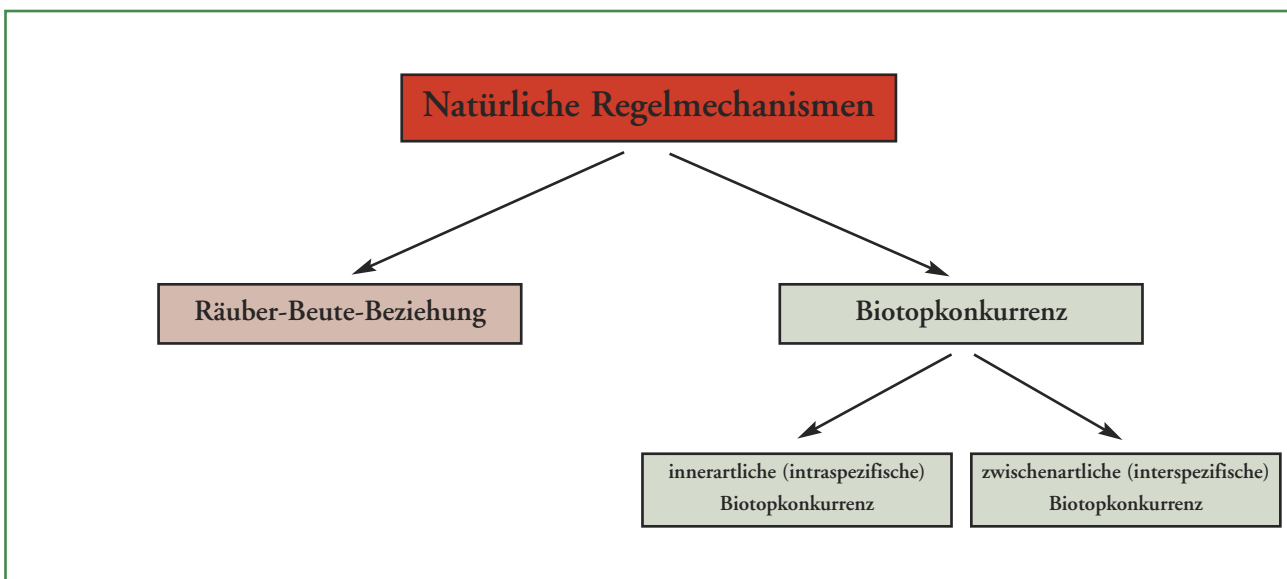 Natürliche Regelmechanismen
Räuber-Beute-Beziehung
Biotopkonkurrenz
innerartliche (intraspezifische)
Biotopkonkurrenz
zwischenartliche (interspezifische)
Biotopkonkurrenz